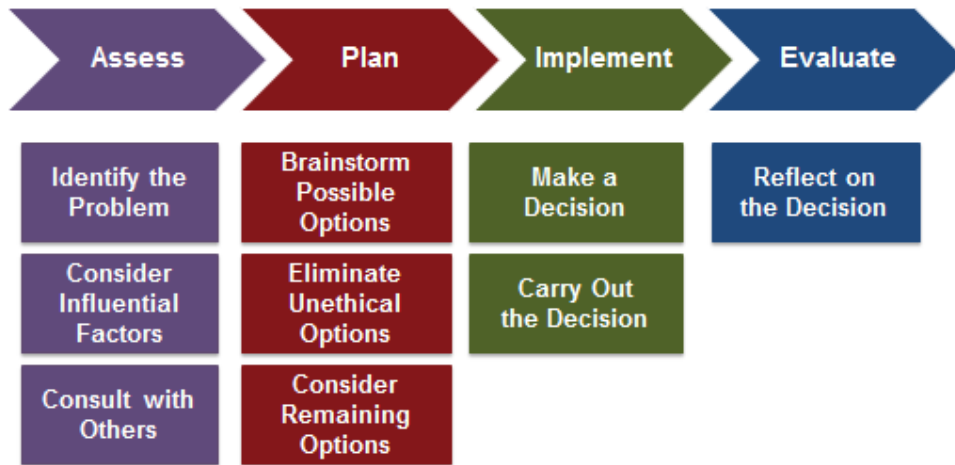 Assess
Plan
Implement
Evaluate
Identify the
Problem
Consider
Influential
Factors
Consult with
Others
Brainstorm
Possible
Options
Eliminate
Unethical
Options
Consider
Remaining
Options
Make a
Decision
Carry Out
the Decision
Reflect on
the Decision